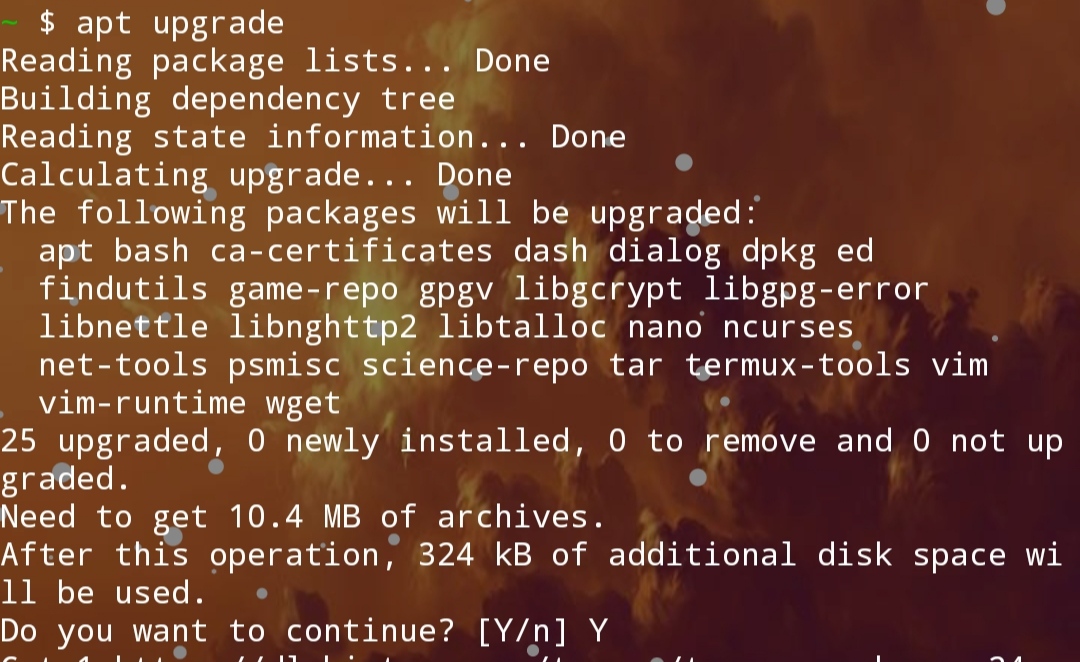 ~ $ apt upgrade
Reading package lists... Done
Building dependency tree
Reading state information... Done
Calculating upgrade... Done
The following packages will be upgraded:
apt bash ca-certificates dash dialog dpkg ed
findutils game-repo gpgv libgcrypt libgpg-error
libnettle libnghttp2 libtalloc nano ncurses
net-tools psmisc science-repo tar termux-tools vim
vim-runtime wget
25 upgraded, 0 newly installed, 0 to remove and 0 not up
graded.
Need to get 10.4 MB of archives.
After this operation, 324 kB of additional disk space wi
ll be used.
Do you want to continue? [Y/n] Y